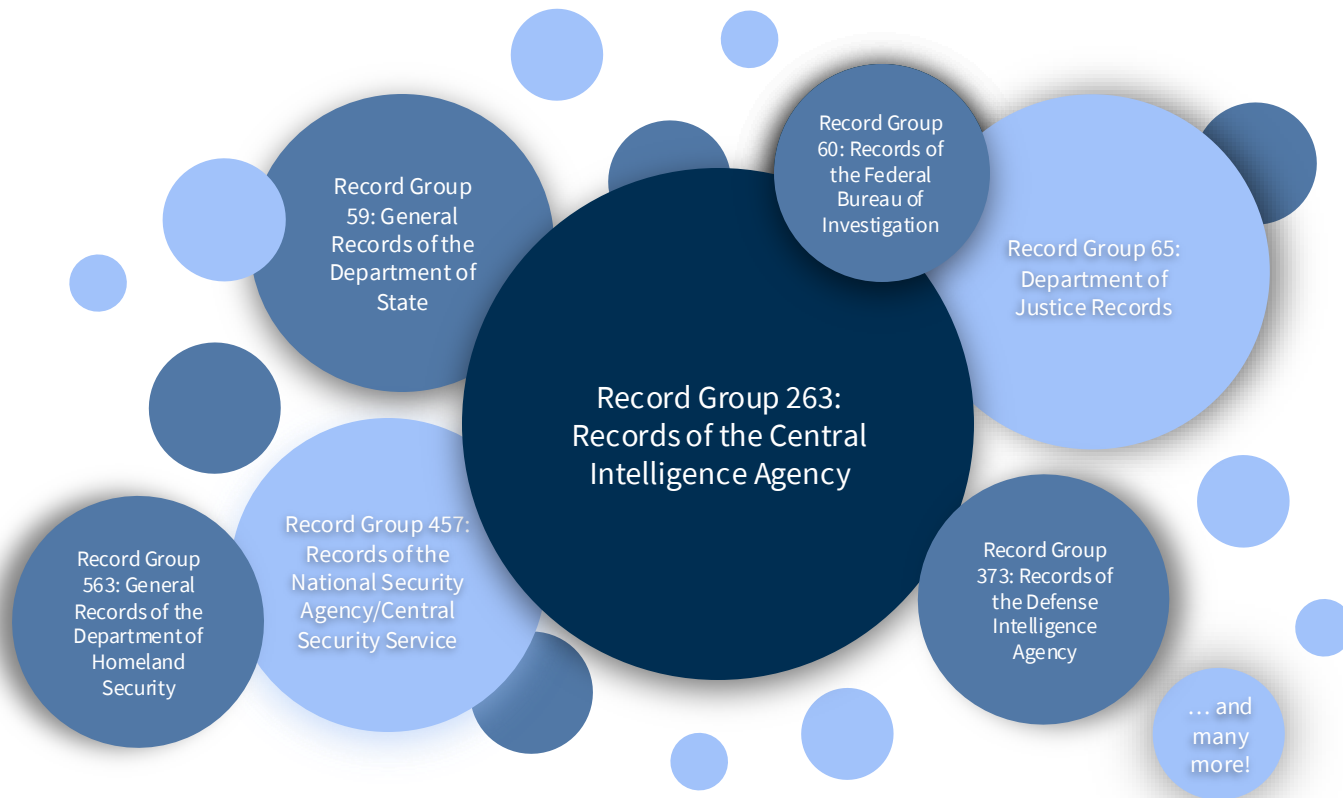 Record Group
59: General
Records of the
Department of
State
Record Group
60: Records of
the Federal
Bureau of
Investigation
Record Group 65:
Department of
Justice Records
Record Group 263:
Records of the Central
Intelligence Agency
Record Group 457:
Records of the
National Security
Agency/Central
Security Service
Record Group
563: General
Records of the
Department of
Homeland
Security
Record Group
373: Records of
the Defense
Intelligence
Agency
... and
many
more!